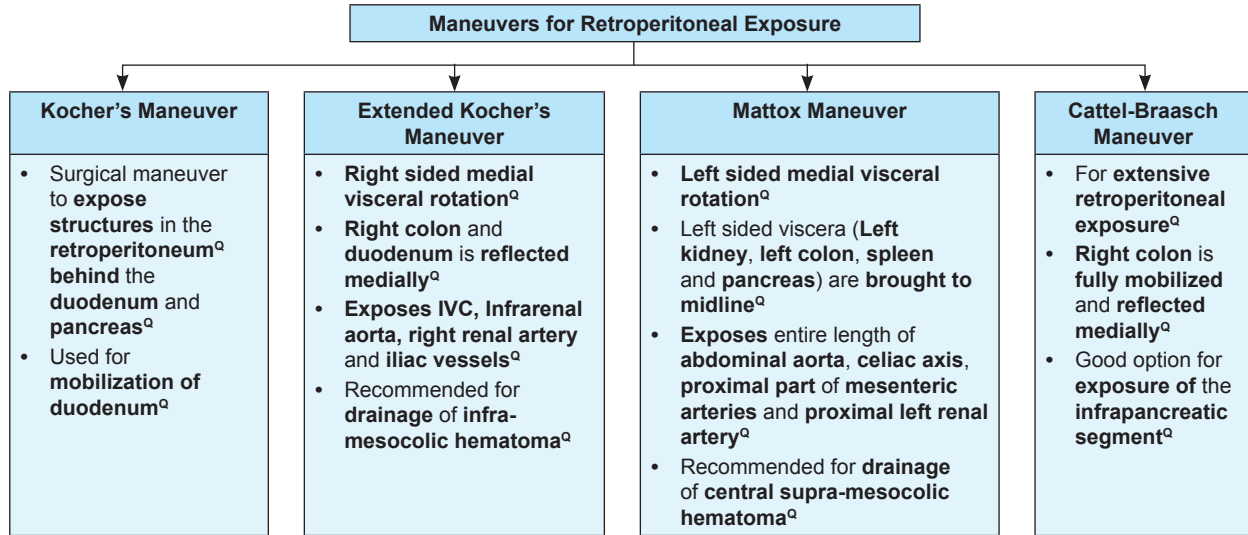 Maneuvers for Retroperitoneal Exposure
Kocher's Maneuver
• Surgical maneuver
to expose
structures in the
retroperitoneumQ
behind the
duodenum and
pancreasQ
• Used for
mobilization of
duodenumQ
Extended Kocher's
Maneuver
• Right sided medial
visceral rotationQ
• Right colon and
duodenum is reflected
mediallyQ
• Exposes IVC, Infrarenal
aorta, right renal artery
and iliac vesselsQ
• Recommended for
drainage of infra-
mesocolic hematomaQ
Mattox Maneuver
• Left sided medial visceral
rotationQ
• Left sided viscera (Left
kidney, left colon, spleen
and pancreas) are brought to
midlineQ
• Exposes entire length of
abdominal aorta, celiac axis,
proximal part of mesenteric
arteries and proximal left renal
arteryQ
• Recommended for drainage
of central supra-mesocolic
hematomaQ
Cattel-Braasch
Maneuver
• For extensive
retroperitoneal
exposureQ
• Right colon is
fully mobilized
and reflected
mediallyQ
• Good option for
exposure of the
infrapancreatic
segmentQ